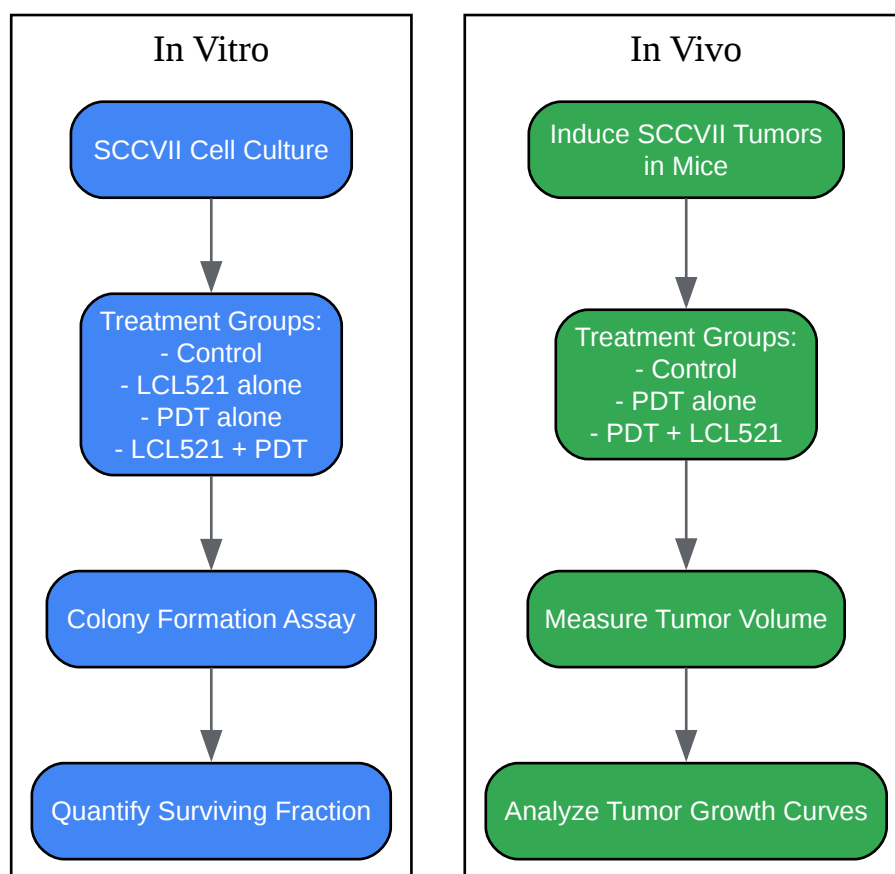 In Vitro
SCCVII Cell Culture
Treatment Groups:
- Control
- LCL521 alone
- PDT alone
- LCL521 + PDT
Colony Formation Assay
Quantify Surviving Fraction
In Vivo
Induce SCCVII Tumors
in Mice
Treatment Groups:
- Control
- PDT alone
- PDT + LCL521
Measure Tumor Volume
Analyze Tumor Growth Curves